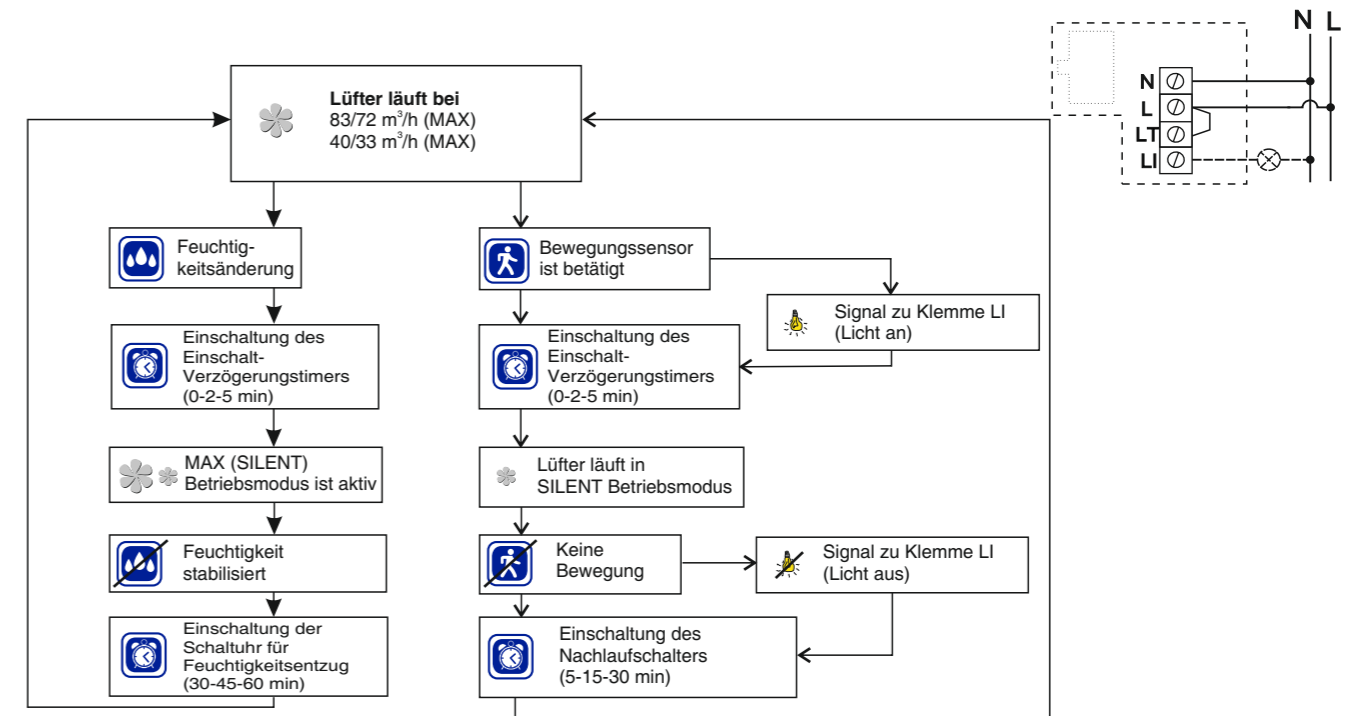 Lüfter läuft bei
83/72 m³/h (MAX)
40/33 m³/h (MAX)
Feuchtig-
keitsänderung
Einschaltung des
Einschalt-
Verzögerungstimers
(0-2-5 min)
MAX (SILENT)
Betriebsmodus ist aktiv
Feuchtigkeit
stabilisiert
Einschaltung der
Schaltuhr für
Feuchtigkeitsentzug
(30-45-60 min)
Bewegungssensor
ist betätigt
Signal zu Klemme LI
(Licht an)
Einschaltung des
Einschalt-
Verzögerungstimers
(0-2-5 min)
Lüfter läuft in
SILENT Betriebsmodus
Keine
Bewegung
Signal zu Klemme LI
(Licht aus)
Einschaltung des
Nachlaufschalters
(5-15-30 min)
N L
N
L
LT
LI